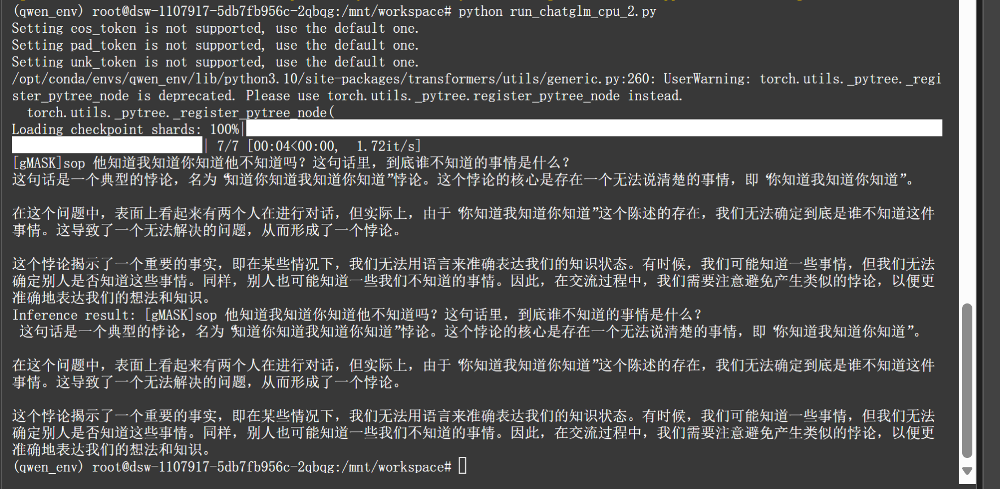 (qwen_env) root@dsw-1107917-5db7fb956c-2qbqg:/mnt/workspace# python run_chatglm_cpu_2.py
Setting eos_token is not supported, use the default one.
Setting pad_token is not supported, use the default one.
Setting unk_token is not supported, use the default one.
/opt/conda/envs/qwen_env/lib/python3.10/site-packages/transformers/utils/generic.py:260: UserWarning: torch.utils._pytree._regi
ster_pytree_node is deprecated. Please use torch.utils._pytree.register_pytree_node instead.
  torch.utils._pytree._register_pytree_node(
Loading checkpoint shards: 100%|
| 7/7 [00:04<00:00,  1.72it/s]
[gMASK]sop 他知道我知道你知道他不知道吗？这句话里，到底谁不知道的事情是什么？
这句话是一个典型的悖论，名为“知道你知道我知道你知道”悖论。这个悖论的核心是存在一个无法说清楚的事情，即“你知道我知道你知道”。
在这个问题中，表面上看起来有两个人在进行对话，但实际上，由于“你知道我知道你知道”这个陈述的存在，我们无法确定到底是谁不知道这件
事情。这导致了一个无法解决的问题，从而形成了一个悖论。
这个悖论揭示了一个重要的事实，即在某些情况下，我们无法用语言来准确表达我们的知识状态。有时候，我们可能知道一些事情，但我们无法
确定别人是否知道这些事情。同样，别人也可能知道一些我们不知道的事情。因此，在交流过程中，我们需要注意避免产生类似的悖论，以便更
准确地表达我们的想法和知识。
Inference result: [gMASK]sop 他知道我知道你知道他不知道吗？这句话里，到底谁不知道的事情是什么？
 这句话是一个典型的悖论，名为“知道你知道我知道你知道”悖论。这个悖论的核心是存在一个无法说清楚的事情，即“你知道我知道你知道”。
在这个问题中，表面上看起来有两个人在进行对话，但实际上，由于“你知道我知道你知道”这个陈述的存在，我们无法确定到底是谁不知道这件
事情。这导致了一个无法解决的问题，从而形成了一个悖论。
这个悖论揭示了一个重要的事实，即在某些情况下，我们无法用语言来准确表达我们的知识状态。有时候，我们可能知道一些事情，但我们无法
确定别人是否知道这些事情。同样，别人也可能知道一些我们不知道的事情。因此，在交流过程中，我们需要注意避免产生类似的悖论，以便更
准确地表达我们的想法和知识。
(qwen_env) root@dsw-1107917-5db7fb956c-2qbqg:/mnt/workspace#